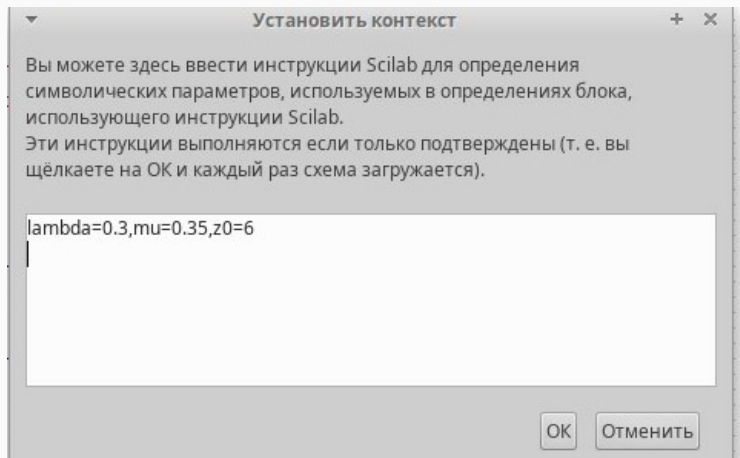 Установить контекст
Вы можете здесь ввести инструкции Scilab для определения
символических параметров, используемых в определениях блока,
использующего инструкции Scilab.
Эти инструкции выполняются если только подтверждены (т. е. вы
щёлкаете на ОК и каждый раз схема загружается).
lambda=0.3,mu=0.35,z0=6
ОК Отменить